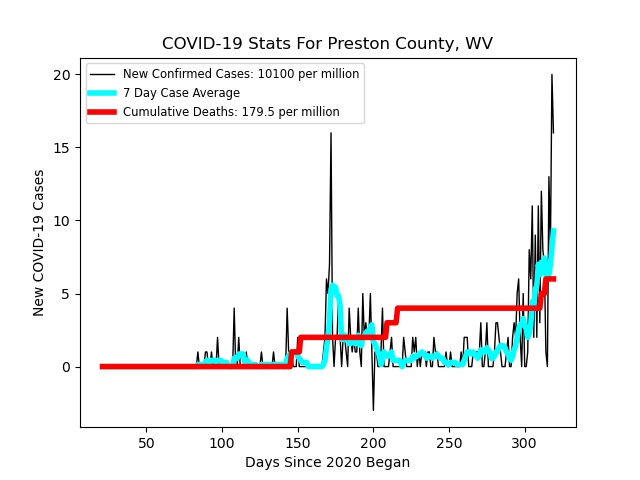 COVID-19 Stats For Preston County, WV
New Confirmed Cases: 10100 per million
7 Day Case Average
Cumulative Deaths: 179.5 per million
New COVID-19 Cases
20
15
10
5
0
50 100 150 200 250 300
Days Since 2020 Began